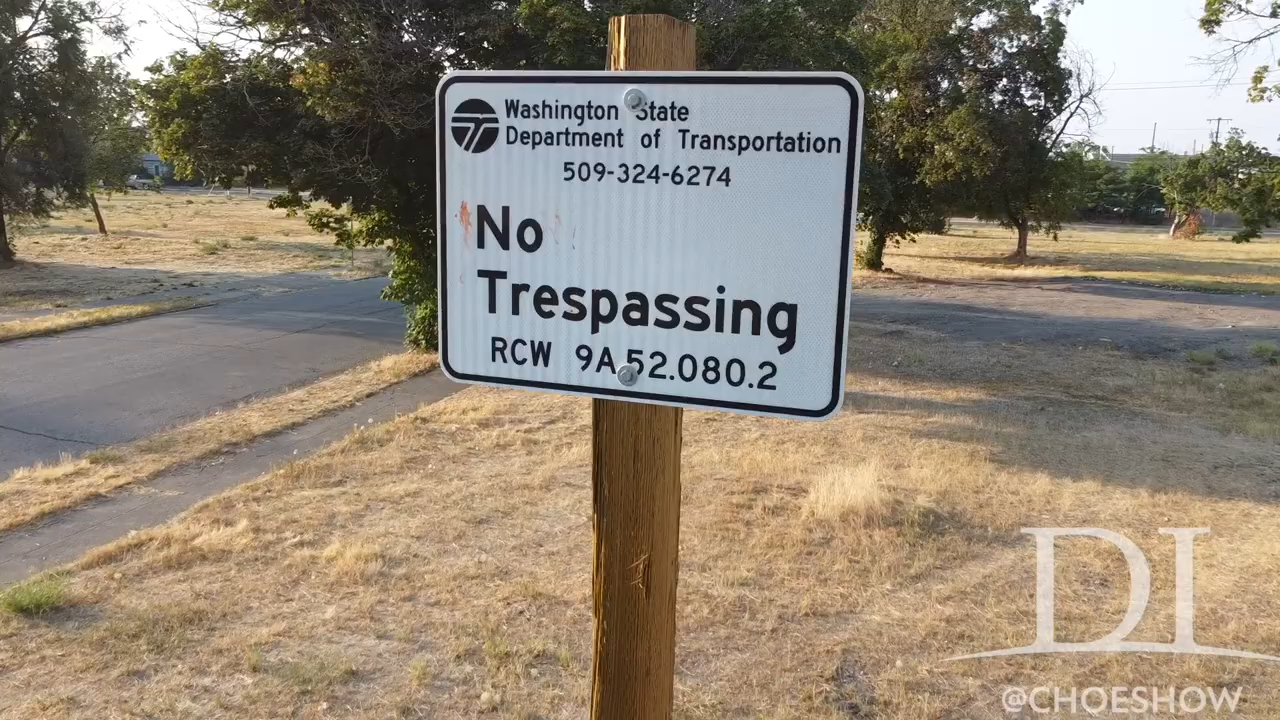 Washington State
Department of Transportation
509-324-6274
No
Trespassing
RCW 9A.52.080.2
DI
@CHOESHOW